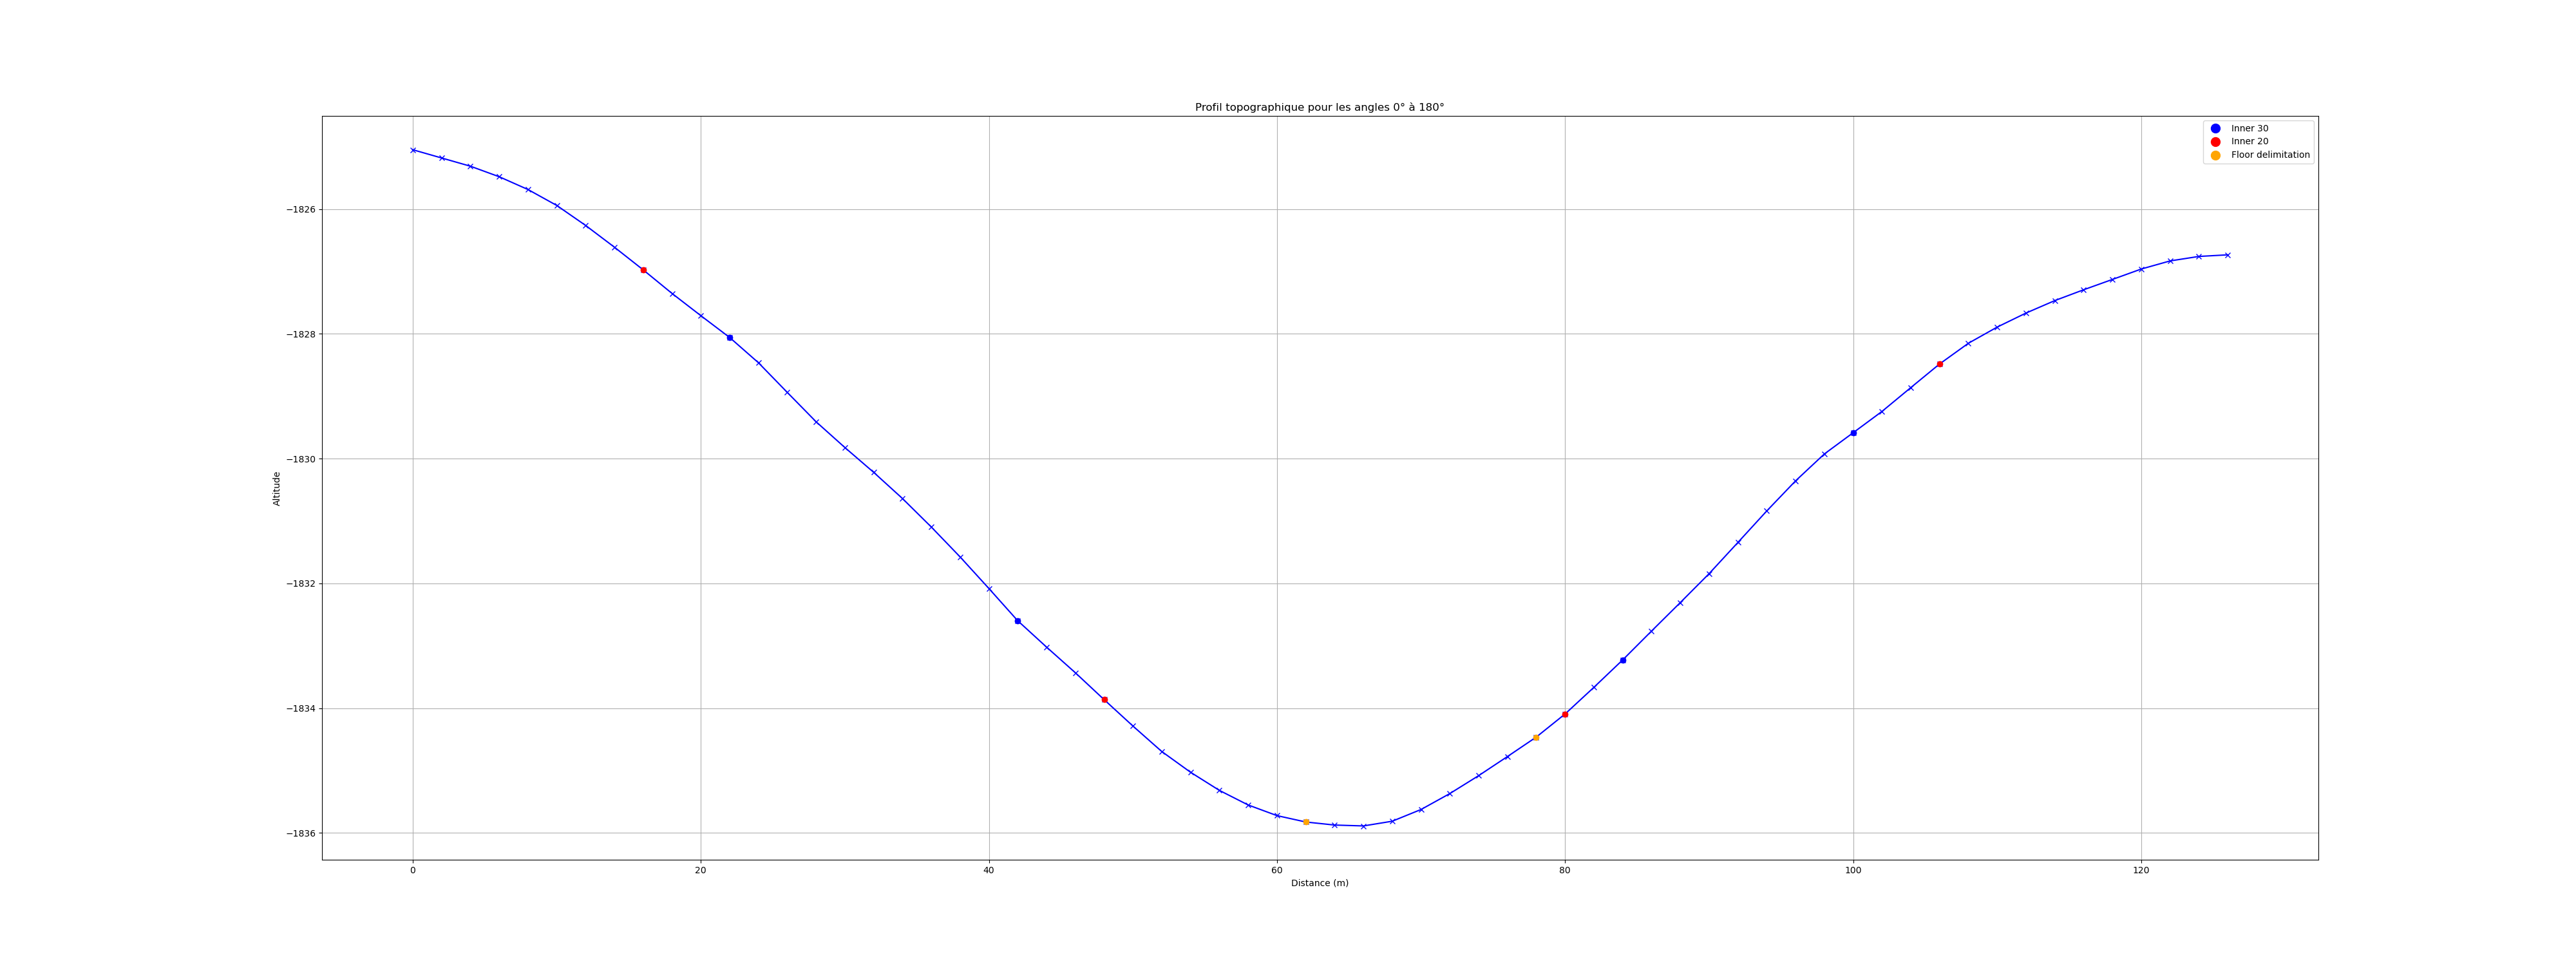 Profil topographique pour les angles 0° à 180°
Inner 30
Inner 20
Floor delimitation
−1826
−1828
−1830
−1832
−1834
−1836
Altitude
0 20 40 60 80 100 120
Distance (m)